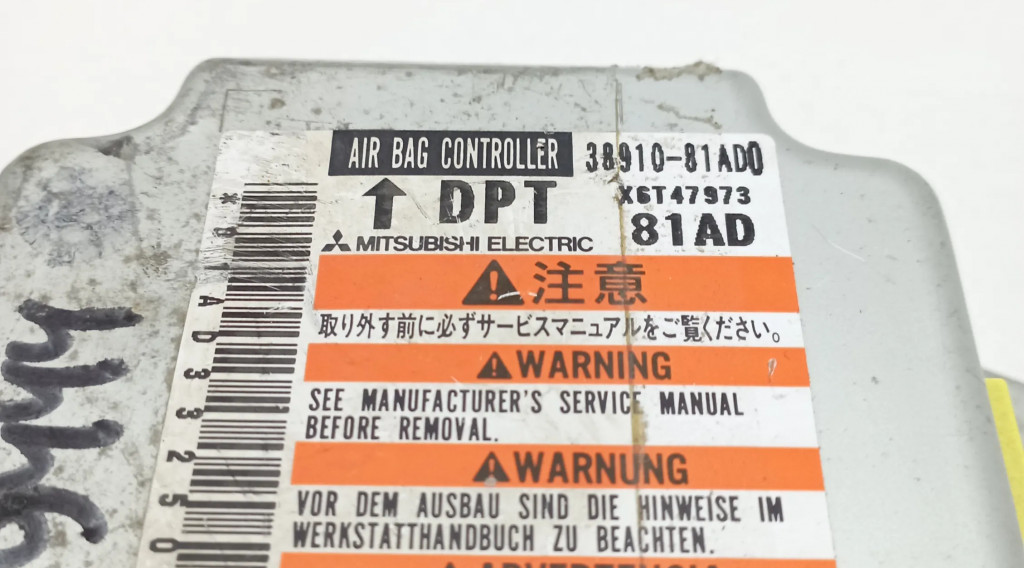 AIR BAG CONTROLLER 38910-81AD0
DPT X6T47973
MITSUBISHI ELECTRIC 81AD
注意
取り外す前に必ずサービスマニュアルをご覧ください。
WARNING
SEE MANUFACTURER'S SERVICE MANUAL
BEFORE REMOVAL.
WARNUNG
VOR DEM AUSBAU SIND DIE HINWEISE IM
WERKSTATTHANDBUCH ZU BEACHTEN.
ADVERTENCIA
*81AD33250